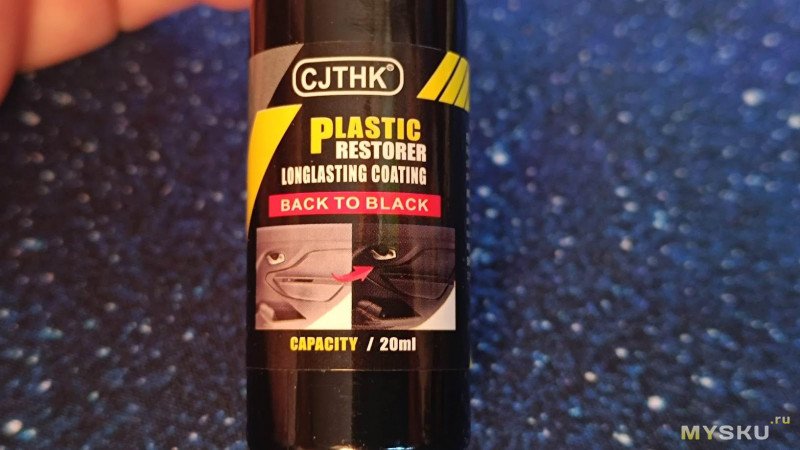 CJTHK®
PLASTIC
RESTORER
LONGLASTING COATING
BACK TO BLACK
CAPACITY / 20ml
MYSKU.ru